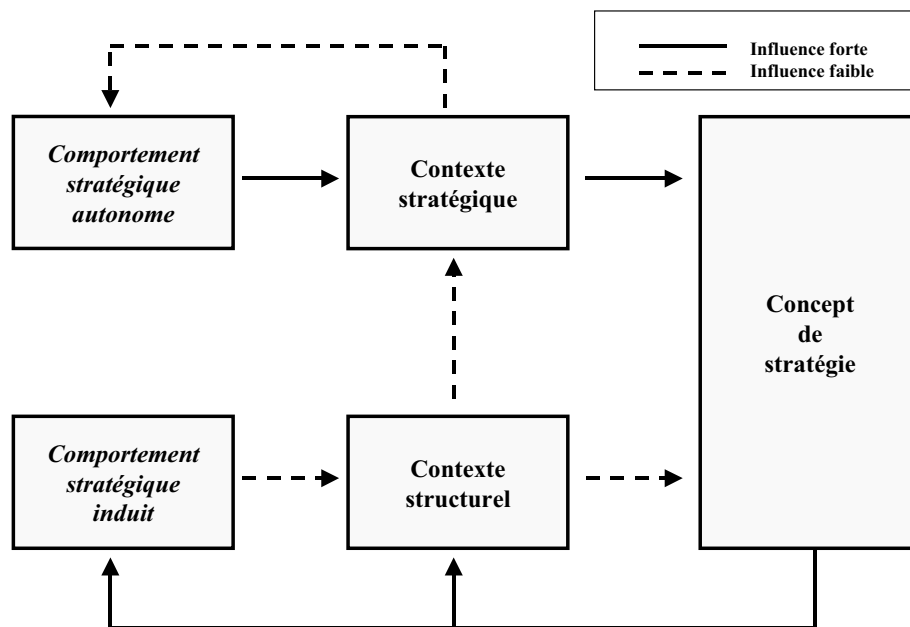 Influence forte
Influence faible
Comportement
stratégique
autonome
Contexte
stratégique
Concept
de
stratégie
Comportement
stratégique
induit
Contexte
structurel